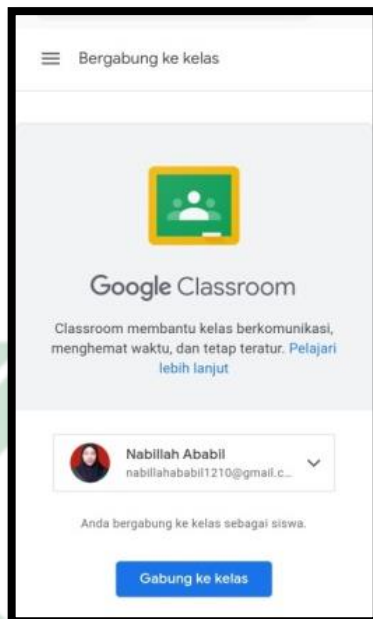 Bergabung ke kelas
Google Classroom
Classroom membantu kelas berkomunikasi,
menghemat waktu, dan tetap teratur. Pelajari
lebih lanjut
Nabillah Ababil
nabillahababil1210@gmail.c...
Anda bergabung ke kelas sebagai siswa.
Gabung ke kelas